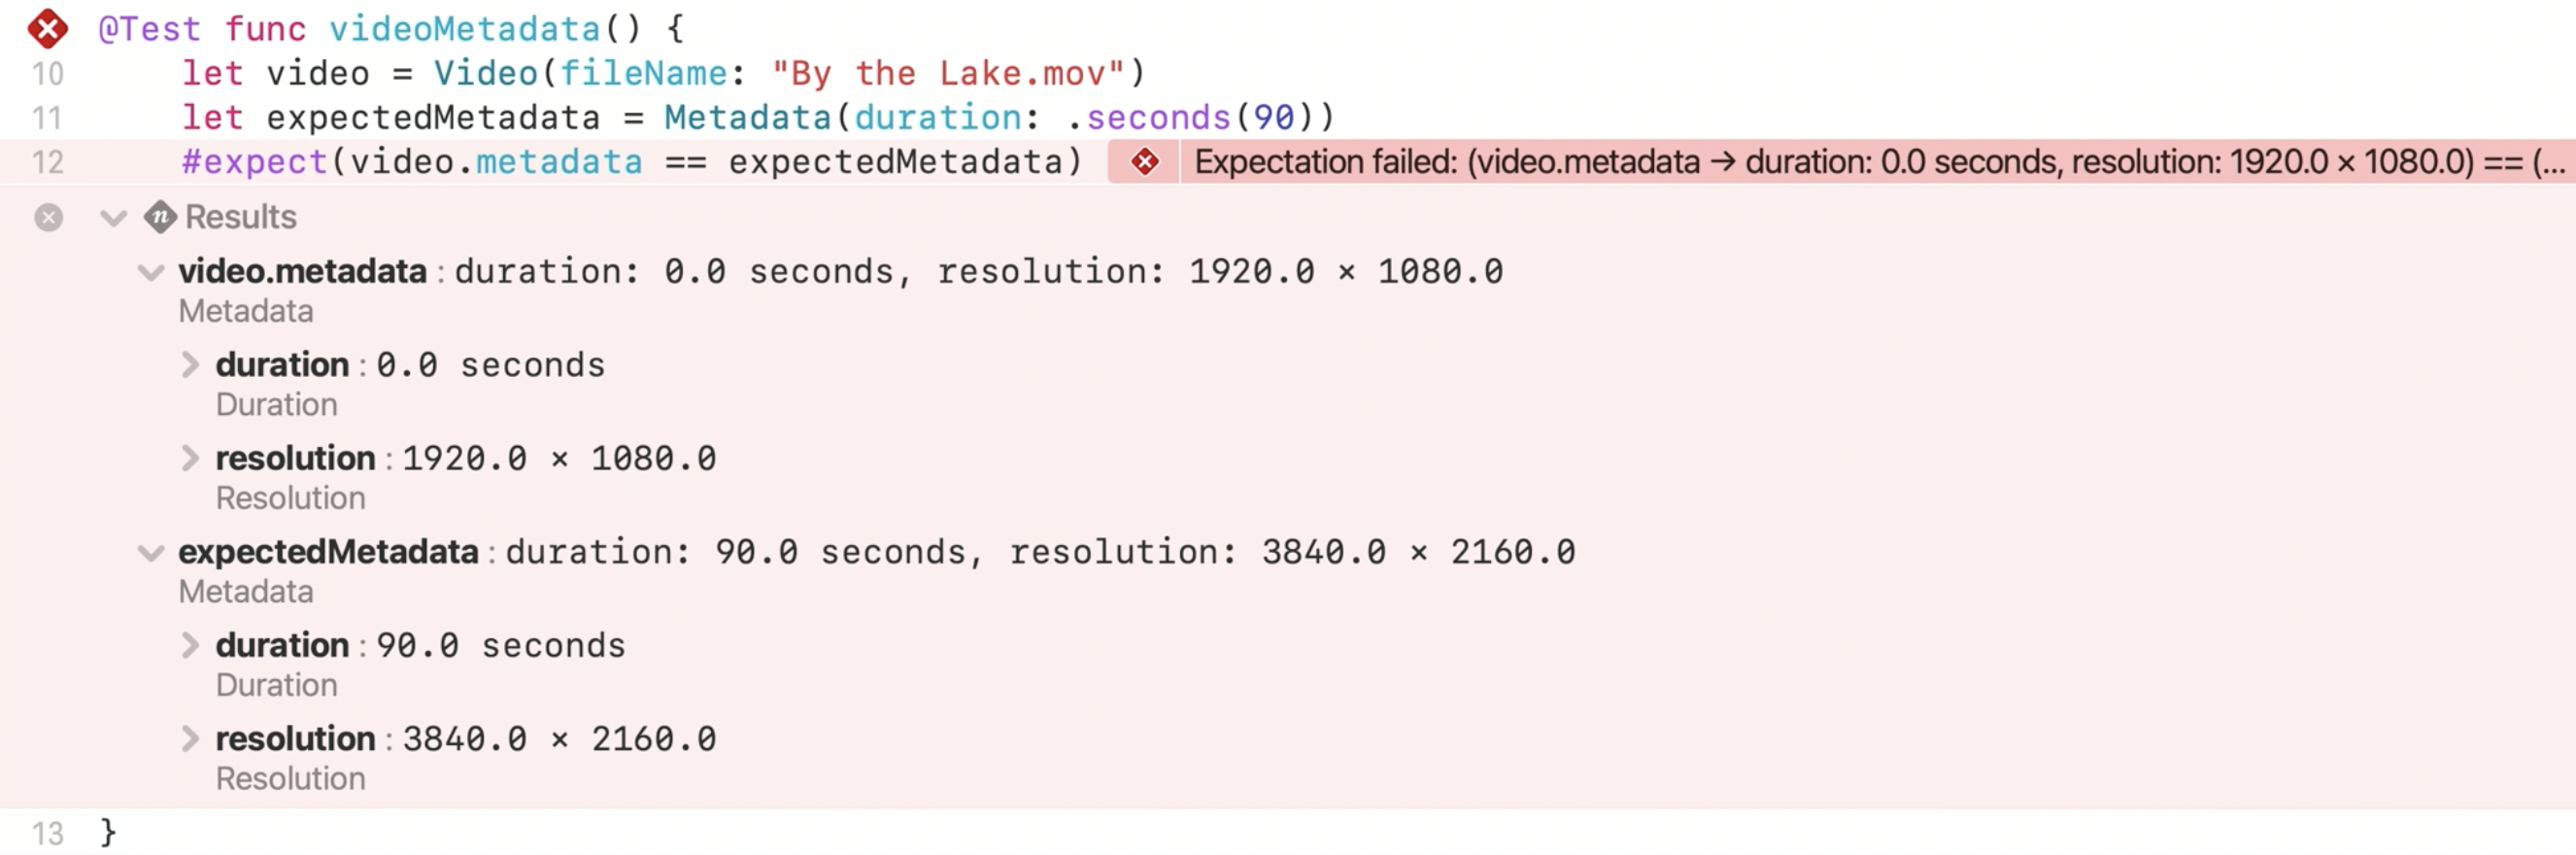 @Test func videoMetadata() {
10 let video = Video(fileName: "By the Lake.mov")
11 let expectedMetadata = Metadata(duration: .seconds(90))
12 #expect(video.metadata == expectedMetadata) Expectation failed: (video.metadata → duration: 0.0 seconds, resolution: 1920.0 × 1080.0) == (...
n Results
video.metadata : duration: 0.0 seconds, resolution: 1920.0 × 1080.0
Metadata
duration : 0.0 seconds
Duration
resolution : 1920.0 × 1080.0
Resolution
expectedMetadata : duration: 90.0 seconds, resolution: 3840.0 × 2160.0
Metadata
duration : 90.0 seconds
Duration
resolution : 3840.0 × 2160.0
Resolution
13 }